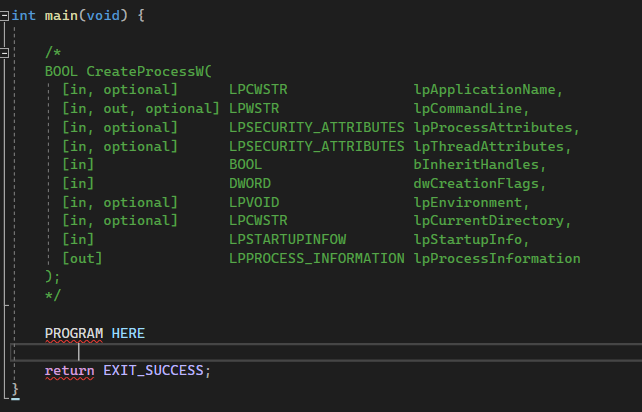 int main(void) {
/*
BOOL CreateProcessW(
[in, optional] LPCWSTR lpApplicationName,
[in, out, optional] LPWSTR lpCommandLine,
[in, optional] LPSECURITY_ATTRIBUTES lpProcessAttributes,
[in, optional] LPSECURITY_ATTRIBUTES lpThreadAttributes,
[in] BOOL bInheritHandles,
[in] DWORD dwCreationFlags,
[in, optional] LPVOID lpEnvironment,
[in, optional] LPCWSTR lpCurrentDirectory,
[in] LPSTARTUPINFOW lpStartupInfo,
[out] LPPROCESS_INFORMATION lpProcessInformation
);
*/
PROGRAM HERE
return EXIT_SUCCESS;
}